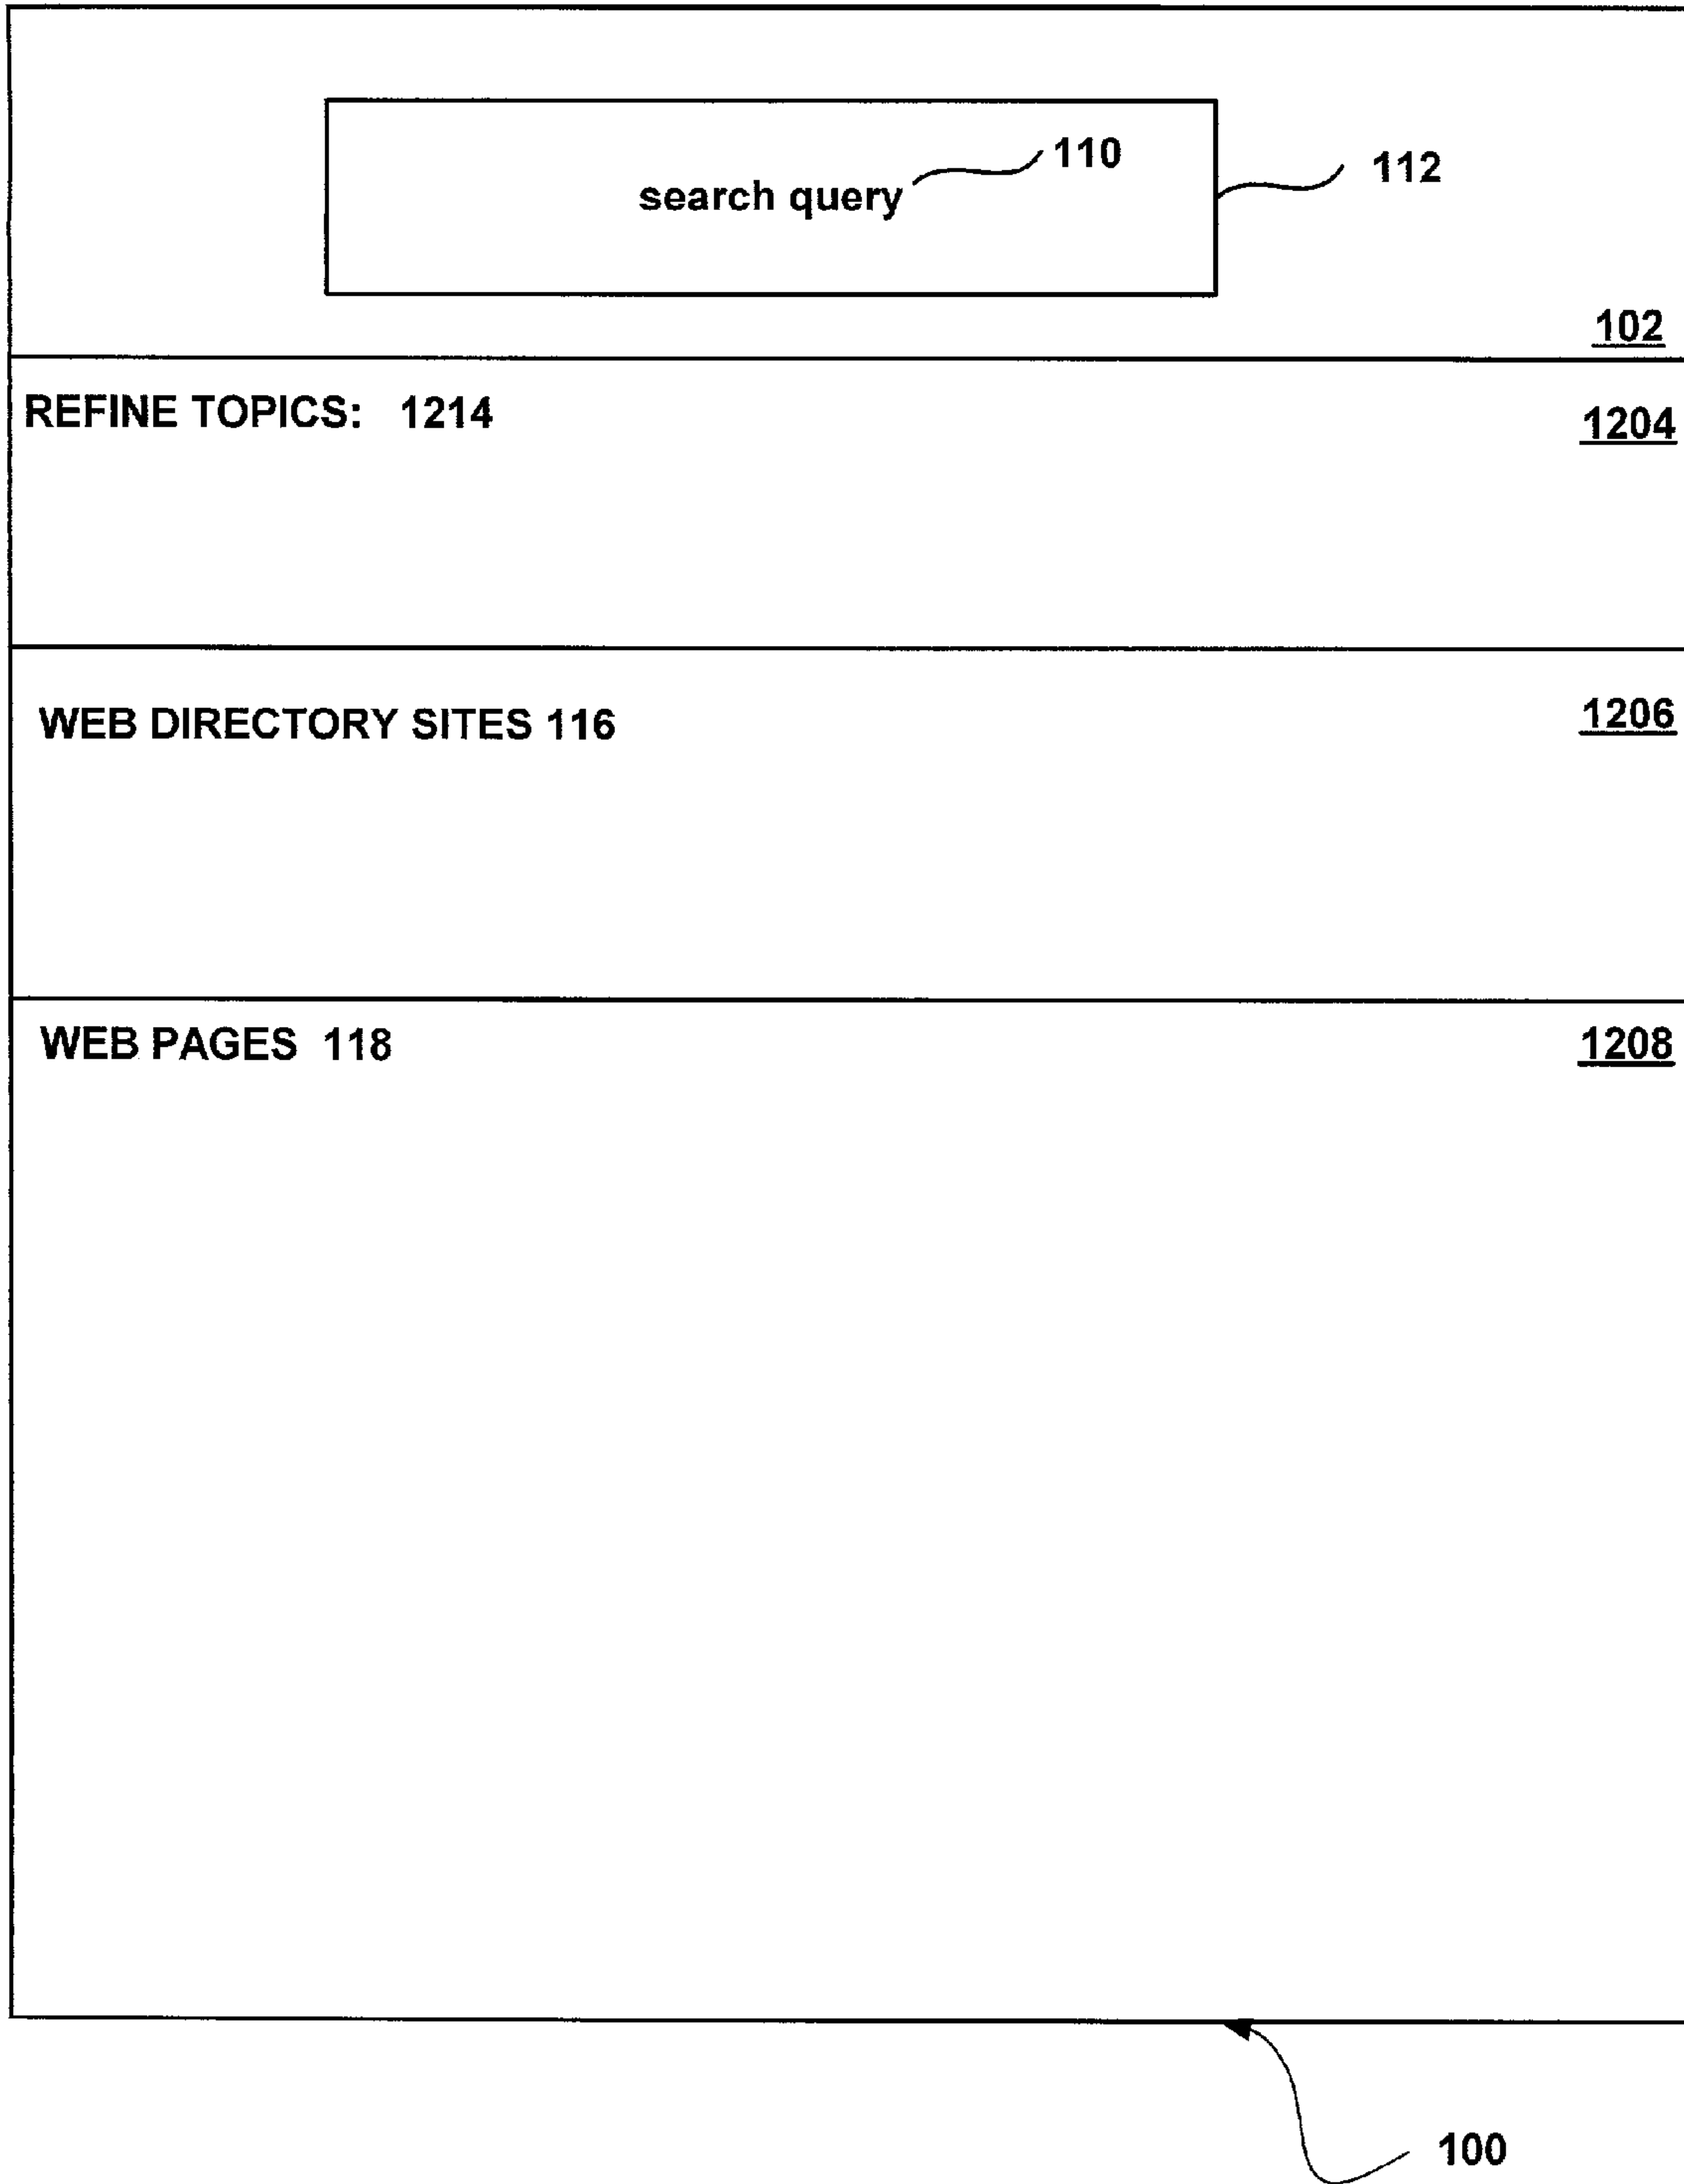 110
112
search query
102
REFINE TOPICS: 1214
1204
WEB DIRECTORY SITES 116
1206
WEB PAGES 118
1208
100